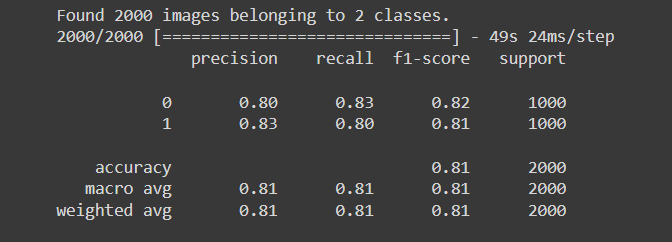 Found 2000 images belonging to 2 classes.
2000/2000 [==============================] - 49s 24ms/step
precision recall f1-score support
0 0.80 0.83 0.82 1000
1 0.83 0.80 0.81 1000
accuracy 0.81 2000
macro avg 0.81 0.81 0.81 2000
weighted avg 0.81 0.81 0.81 2000